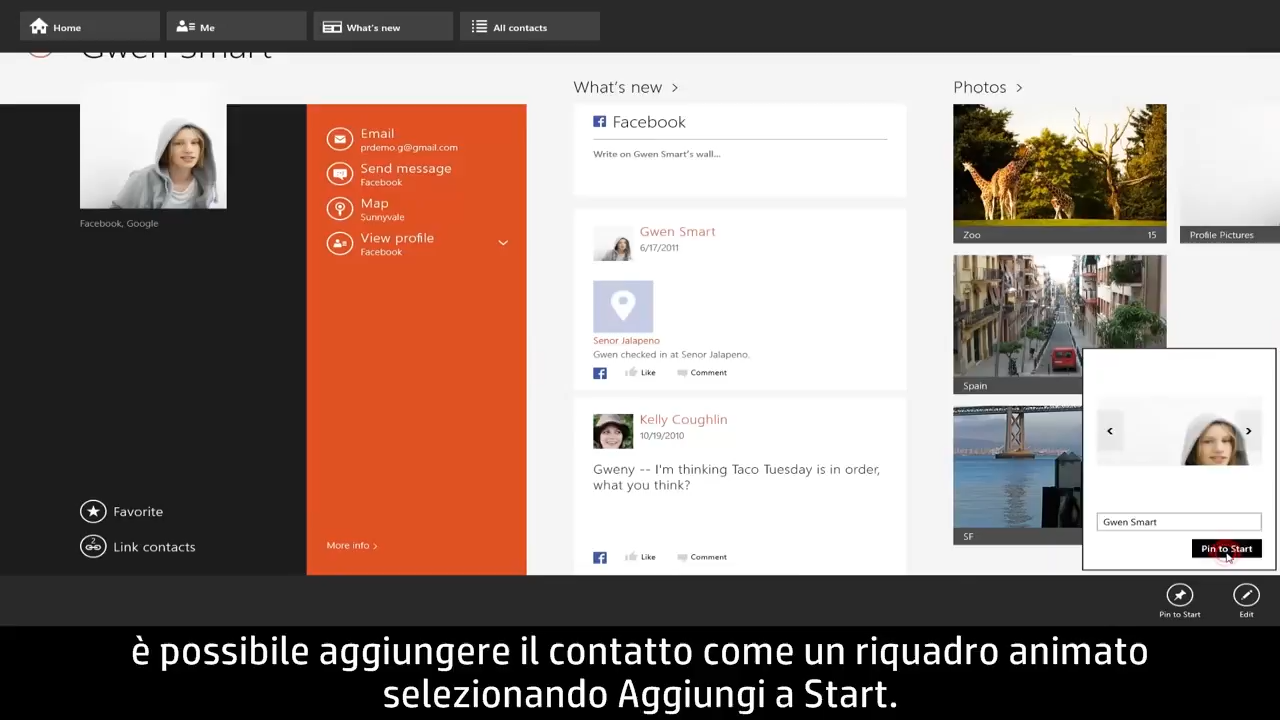 Home
Me
What's new
All contacts
Gwen Smart
Facebook, Google
Email
prdemo.g@gmail.com
Send message
Facebook
Map
Sunnyvale
View profile
Facebook
More info >
Favorite
2
Link contacts
What's new >
Facebook
Write on Gwen Smart's wall...
Gwen Smart
6/17/2011
Senor Jalapeno
Gwen checked in at Senor Jalapeno.
Like
Comment
Kelly Coughlin
10/19/2010
Gweny -- I'm thinking Taco Tuesday is in order,
what you think?
Like
Comment
Photos >
Zoo 15
Profile Pictures
Spain
SF
Gwen Smart
Pin to Start
Pin to Start
Edit
è possibile aggiungere il contatto come un riquadro animato
selezionando Aggiungi a Start.